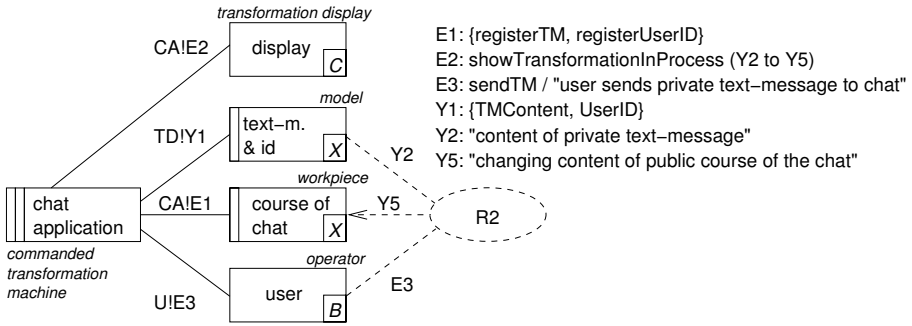 transformation display
CA!E2
display
C
model
TD!Y1
text−m.
& id
X
Y2
workpiece
chat
application
CA!E1
course of
chat
X
Y5
R2
commanded
transformation
machine
operator
U!E3
user
B
E3
E1: {registerTM, registerUserID}
E2: showTransformationInProcess (Y2 to Y5)
E3: sendTM / "user sends private text−message to chat"
Y1: {TMContent, UserID}
Y2: "content of private text−message"
Y5: "changing content of public course of the chat"